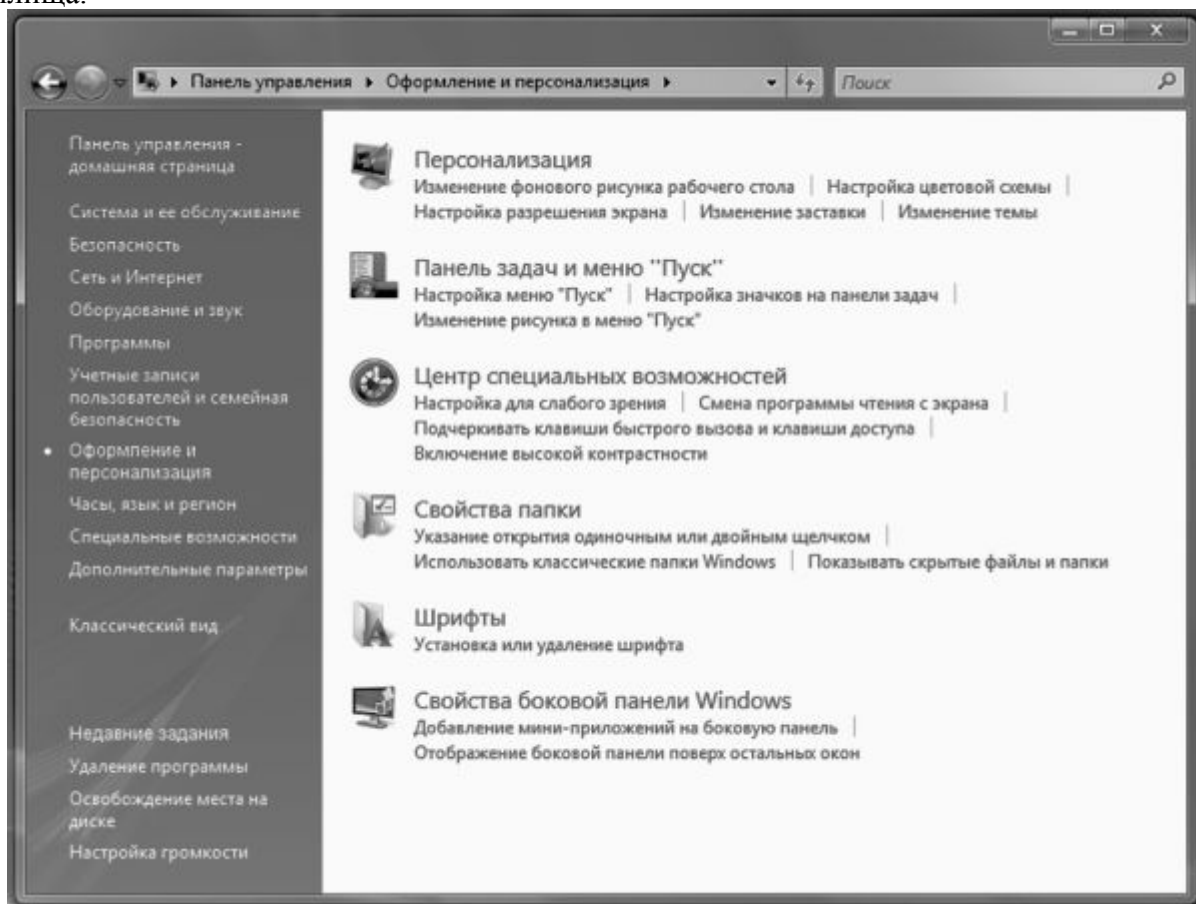 Панель управления ▸ Оформление и персонализация ▸
Поиск
Панель управления -
домашняя страница
Система и ее обслуживание
Безопасность
Сеть и Интернет
Оборудование и звук
Программы
Учетные записи
пользователей и семейная
безопасность
• Оформление и
персонализация
Часы, язык и регион
Специальные возможности
Дополнительные параметры
Классический вид
Недавние задания
Удаление программы
Освобождение места на
диске
Настройка громкости
Персонализация
Изменение фонового рисунка рабочего стола | Настройка цветовой схемы |
Настройка разрешения экрана | Изменение заставки | Изменение темы
Панель задач и меню "Пуск"
Настройка меню "Пуск" | Настройка значков на панели задач |
Изменение рисунка в меню "Пуск"
Центр специальных возможностей
Настройка для слабого зрения | Смена программы чтения с экрана |
Подчеркивать клавиши быстрого вызова и клавиши доступа |
Включение высокой контрастности
Свойства папки
Указание открытия одиночным или двойным щелчком |
Использовать классические папки Windows | Показывать скрытые файлы и папки
Шрифты
Установка или удаление шрифта
Свойства боковой панели Windows
Добавление мини-приложений на боковую панель |
Отображение боковой панели поверх остальных окон